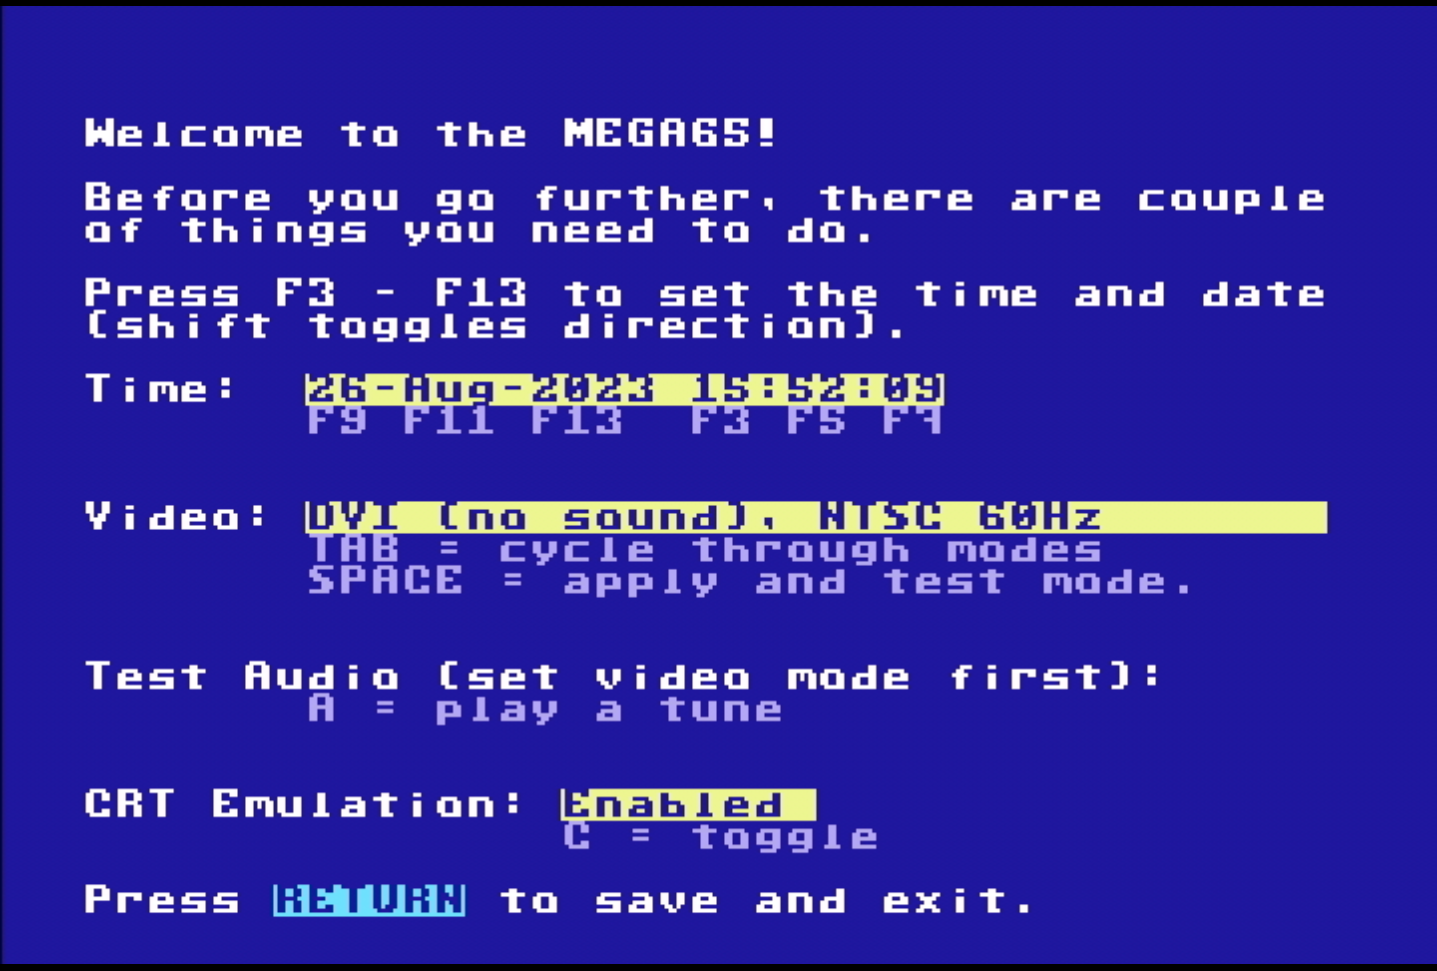 Welcome to the MEGA65!
Before you go further, there are couple
of things you need to do.
Press F3 - F13 to set the time and date
(shift toggles direction).
Time: 26-Aug-2023 15:52:09
F9 F11 F13 F3 F5 F7
Video: DVI (no sound), NTSC 60Hz
TAB = cycle through modes
SPACE = apply and test mode.
Test Audio (set video mode first):
A = play a tune
CRT Emulation: Enabled
C = toggle
Press RETURN to save and exit.